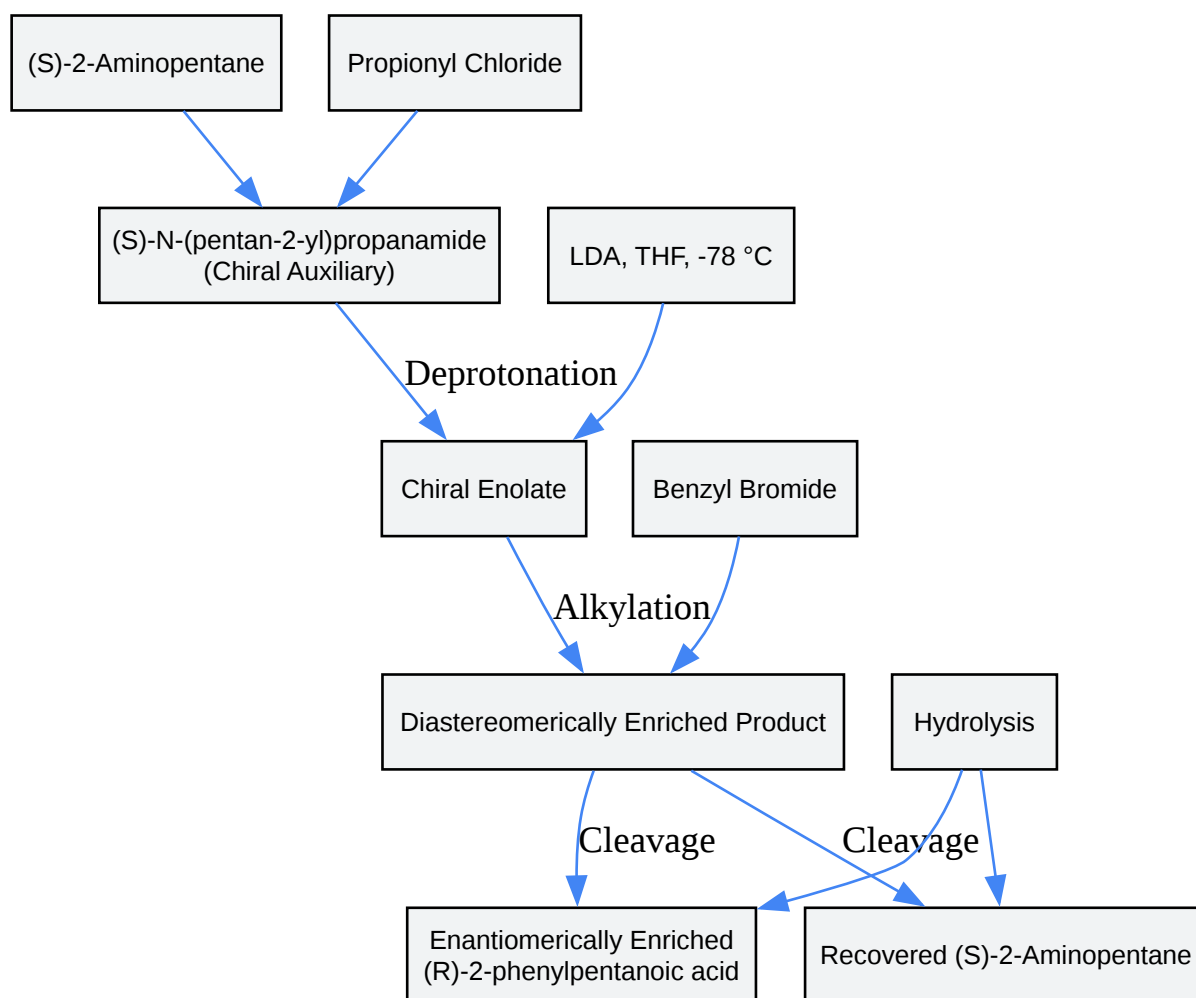 (S)-2-Aminopentane
Propionyl Chloride
(S)-N-(pentan-2-yl)propanamide
(Chiral Auxiliary)
LDA, THF, -78 °C
Deprotonation
Chiral Enolate
Benzyl Bromide
Alkylation
Diastereomerically Enriched Product
Hydrolysis
Cleavage
Cleavage
Enantiomerically Enriched
(R)-2-phenylpentanoic acid
Recovered (S)-2-Aminopentane